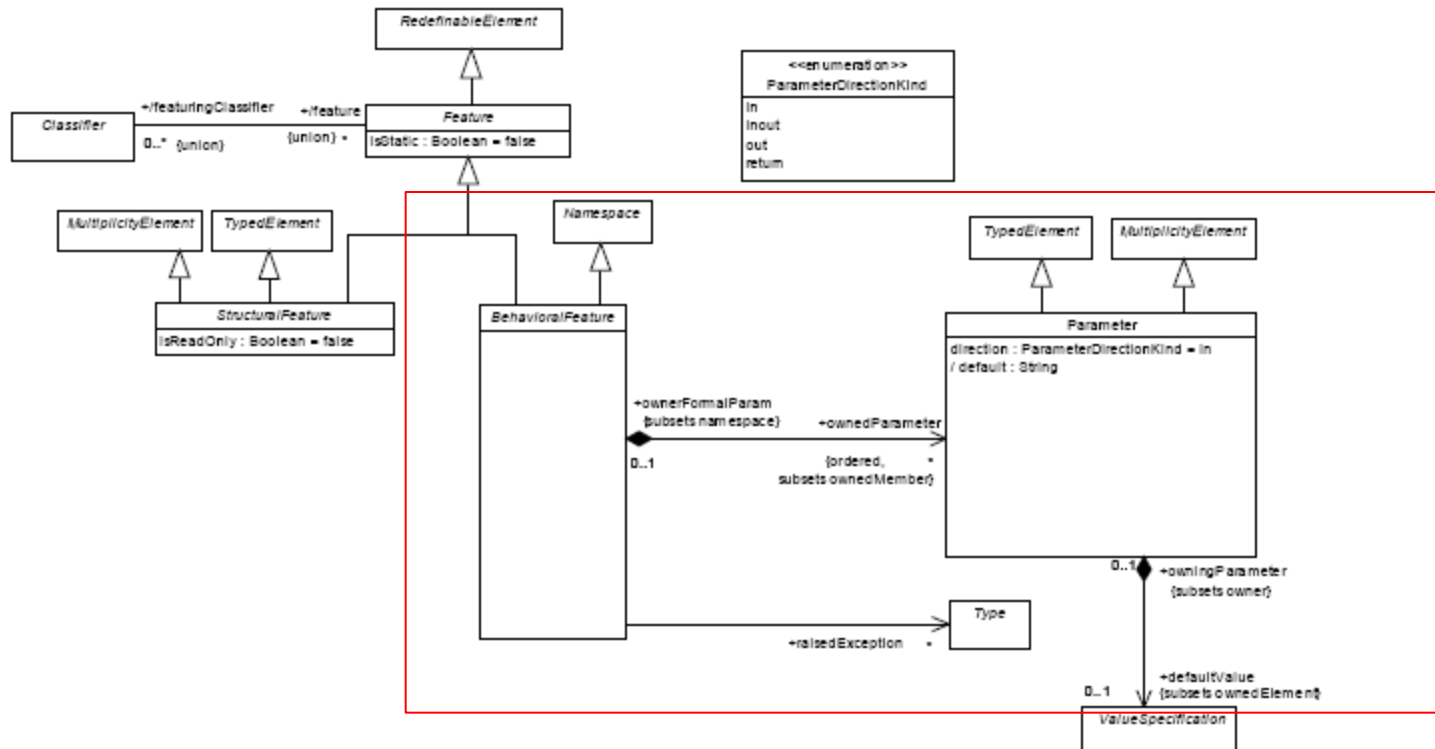 RedefinableElement
<<enumeration>>
ParameterDirectionKind
in
inout
out
return
Classifier
+/featuringClassifier
0..* {union}
+/feature
{union} *
Feature
isStatic : Boolean = false
MultiplicityElement
TypedElement
Namespace
TypedElement
MultiplicityElement
StructuralFeature
isReadOnly : Boolean = false
BehavioralFeature
Parameter
direction : ParameterDirectionKind = in
/ default : String
+ownerFormalParam
{subsets namespace}
0..1
+ownedParameter
{ordered, *
subsets ownedMember}
0..1
+owningParameter
{subsets owner}
Type
+raisedException *
+defaultValue
0..1
{subsets ownedElement}
ValueSpecification